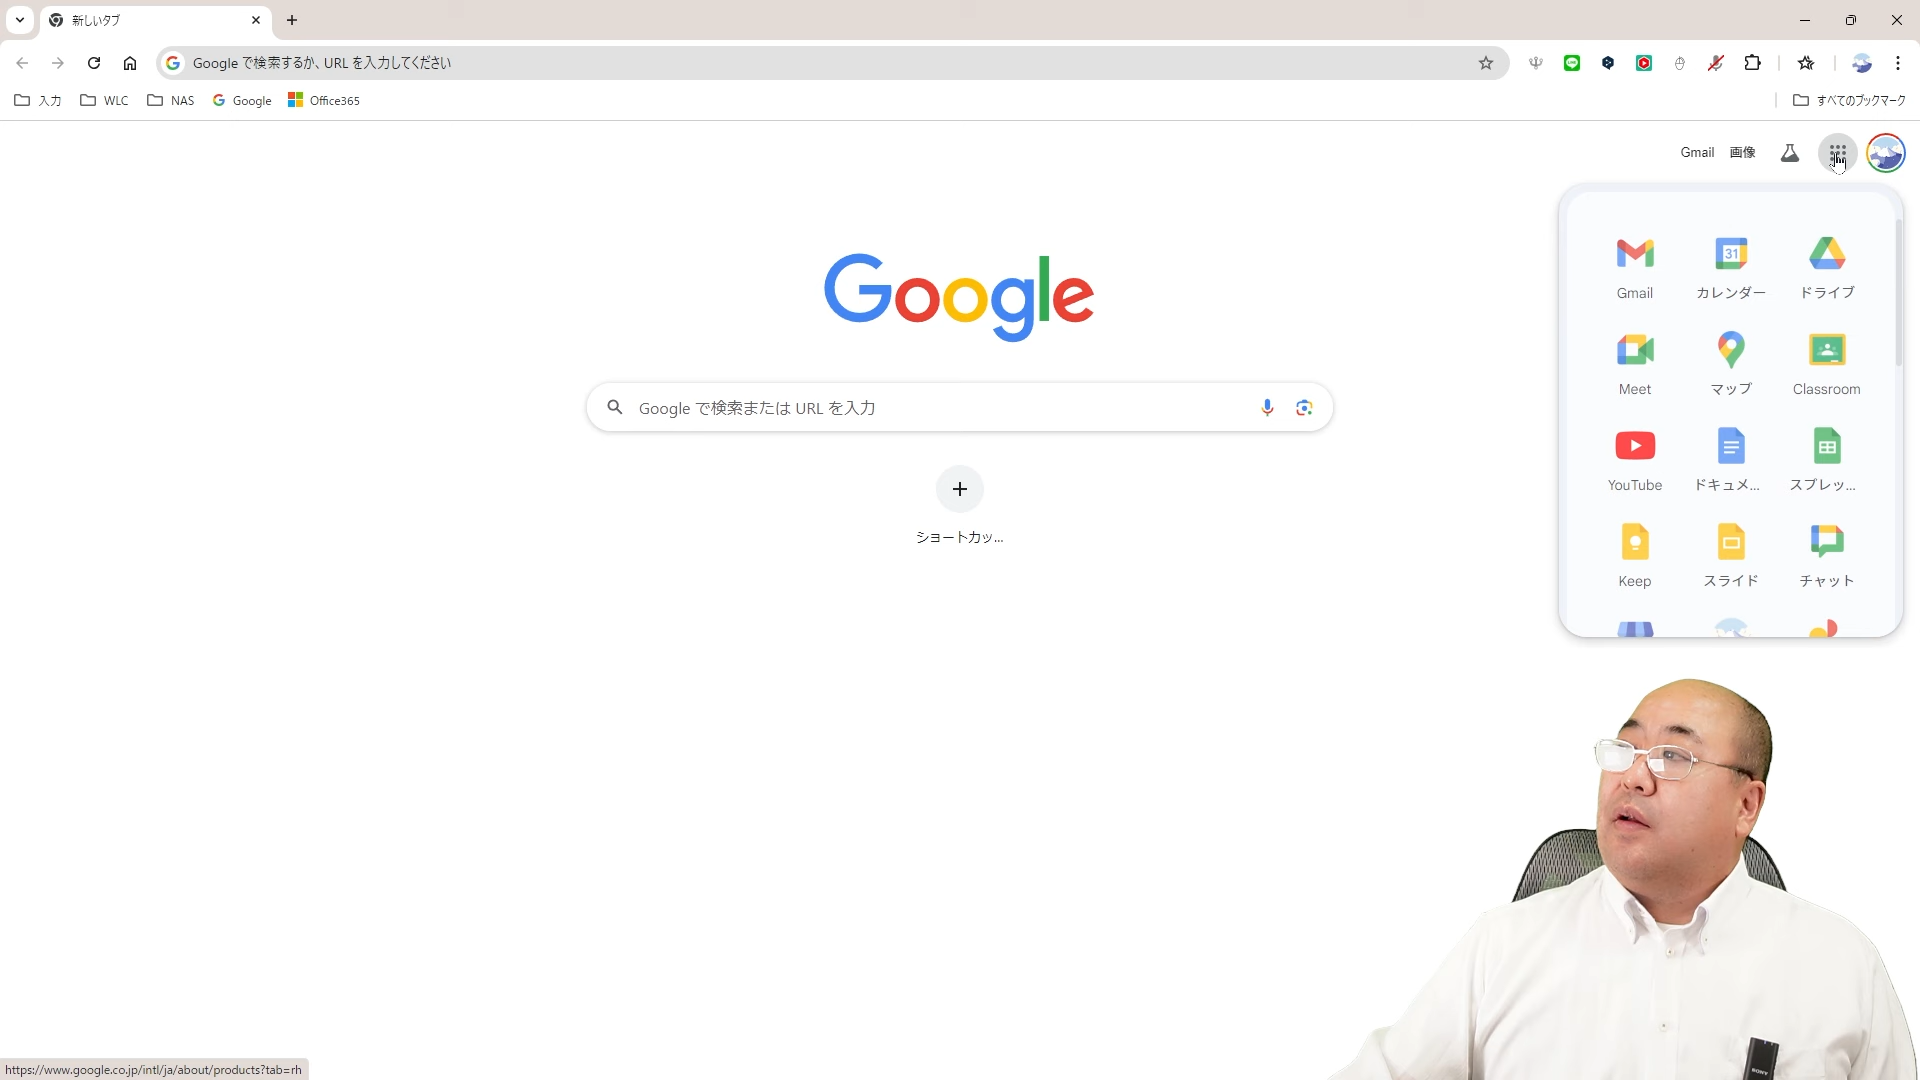 新しいタブ
Google で検索するか、URL を入力してください
入力 WLC NAS Google Office365 すべてのブックマーク
Gmail 画像
Google
Google で検索または URL を入力
ショートカッ...
31
Gmail カレンダー ドライブ
Meet マップ Classroom
YouTube ドキュメ... スプレッ...
Keep スライド チャット
SONY
https://www.google.co.jp/intl/ja/about/products?tab=rh